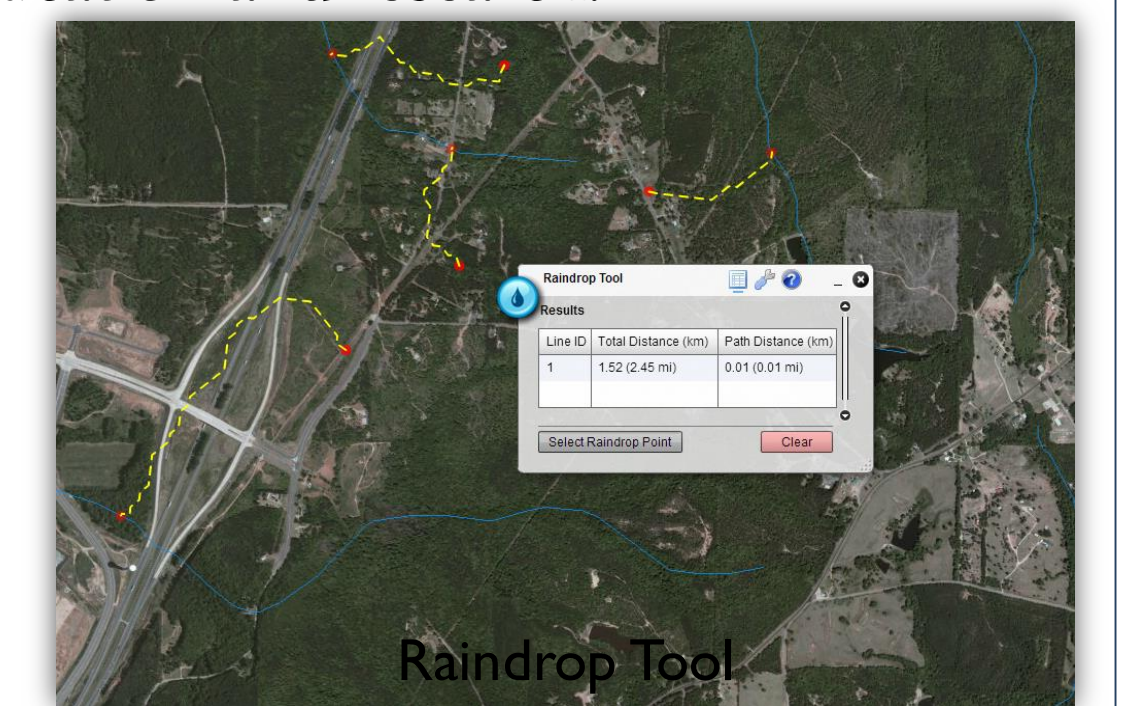 Raindrop Tool
Results
Line ID Total Distance (km) Path Distance (km)
1 1.52 (2.45 mi) 0.01 (0.01 mi)
Select Raindrop Point Clear
Raindrop Tool